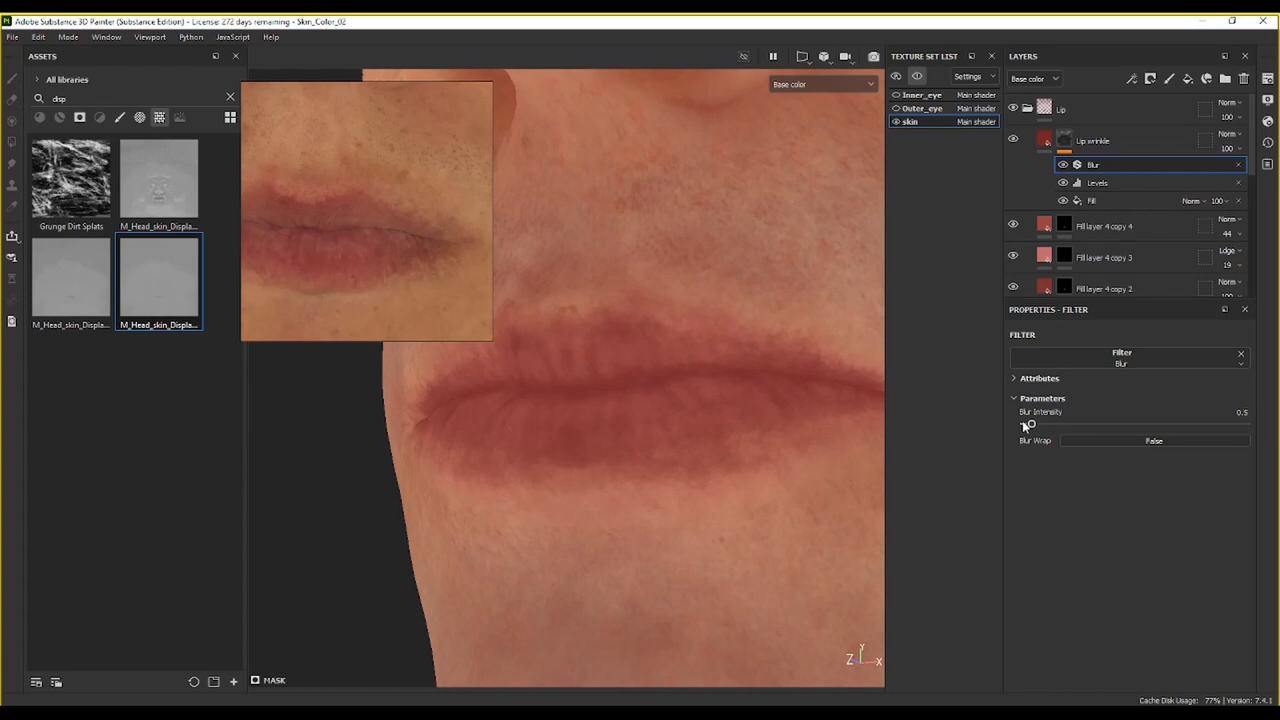 Adobe Substance 3D Painter (Substance Edition) - License: 272 days remaining - Skin_Color_02
File Edit Mode Window Viewport Python JavaScript Help
ASSETS
All libraries
disp
Grunge Dirt Splats
M_Head_skin_Displa...
M_Head_skin_Displa...
M_Head_skin_Displa...
Base color
MASK
TEXTURE SET LIST
Settings
Inner_eye Main shader
Outer_eye Main shader
skin Main shader
LAYERS
Base color
Lip Norm 100
Lip wrinkle Norm 100
Blur
Levels
Fill Norm 100
Fill layer 4 copy 4 Norm 44
Fill layer 4 copy 3 Ldge 19
Fill layer 4 copy 2 Norm 100
PROPERTIES - FILTER
FILTER
Filter
Blur
Attributes
Parameters
Blur Intensity 0.5
Blur Wrap False
Y
Z X
Cache Disk Usage: 77% | Version: 7.4.1